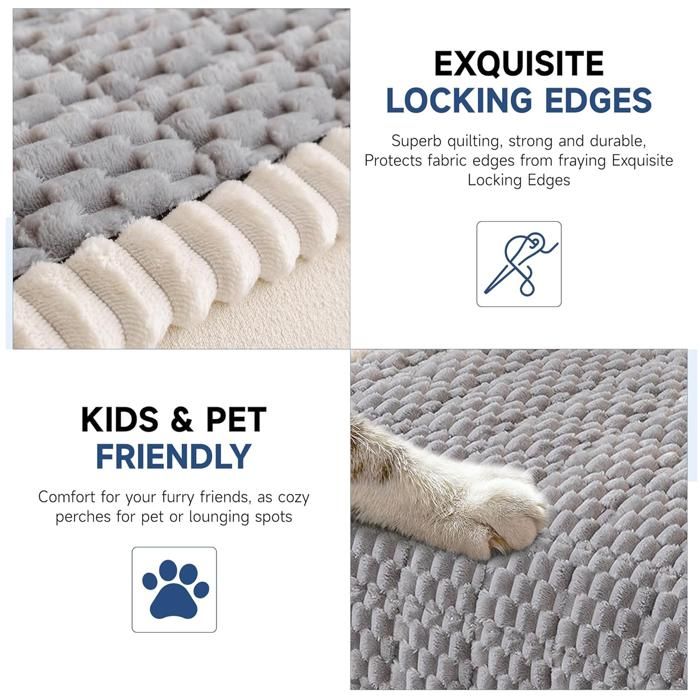 EXQUISITE
LOCKING EDGES
Superb quilting, strong and durable,
Protects fabric edges from fraying Exquisite
Locking Edges
KIDS & PET
FRIENDLY
Comfort for your furry friends, as cozy
perches for pet or lounging spots